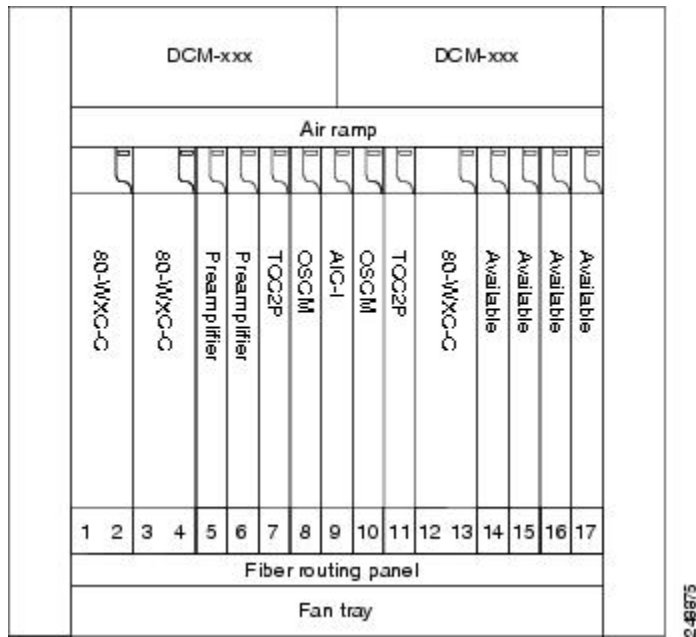 DCM-xxx DCM-xxx
Air ramp
80-WXC-C
80-WXC-C
Preamplifier
Preamplifier
TCC2P
OSCM
AIC-I
OSCM
TCC2P
80-WXC-C
Available
Available
Available
Available
1 2 3 4 5 6 7 8 9 10 11 12 13 14 15 16 17
Fiber routing panel
Fan tray
248875